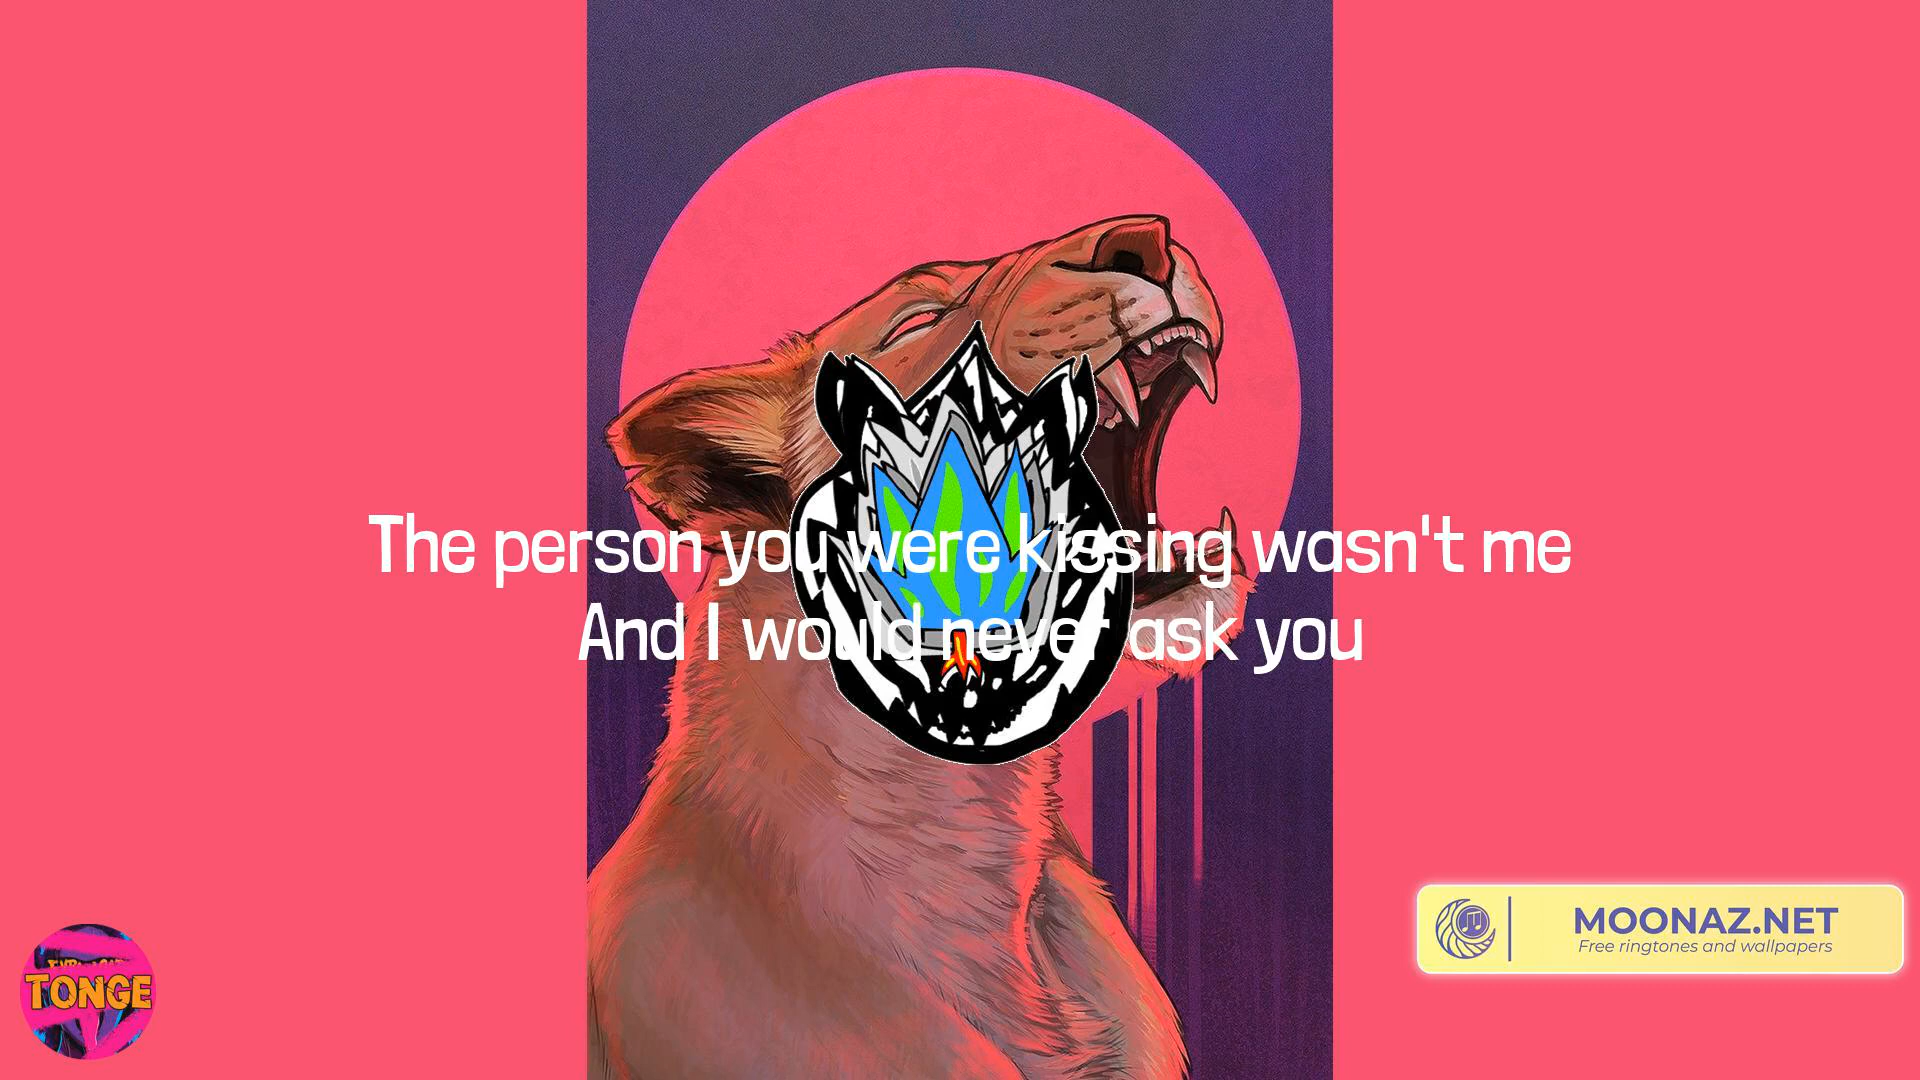 The person you were kissing wasn't me
And I would never ask you
TONGE
MOONAZ.NET
Free ringtones and wallpapers